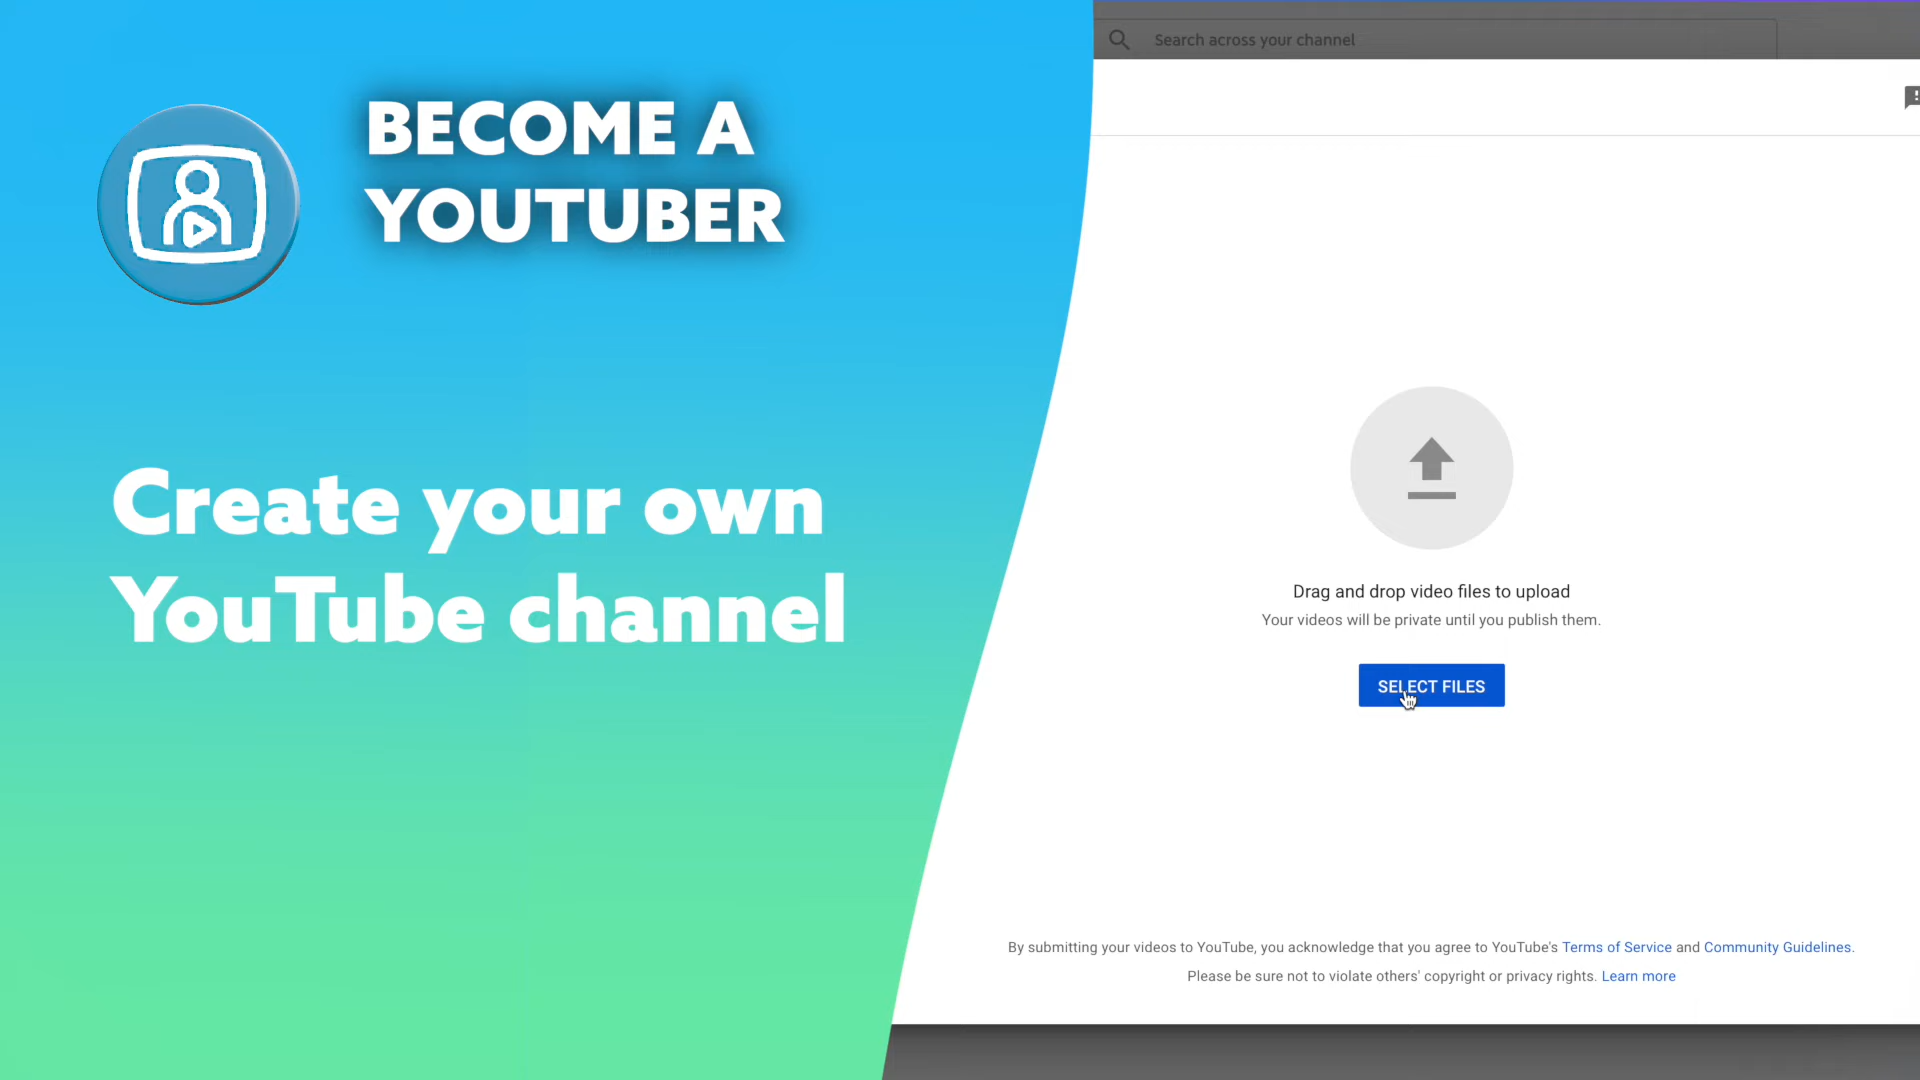 BECOME A
YOUTUBER
Create your own
YouTube channel
Search across your channel
Drag and drop video files to upload
Your videos will be private until you publish them.
SELECT FILES
By submitting your videos to YouTube, you acknowledge that you agree to YouTube's Terms of Service and Community Guidelines.
Please be sure not to violate others' copyright or privacy rights. Learn more